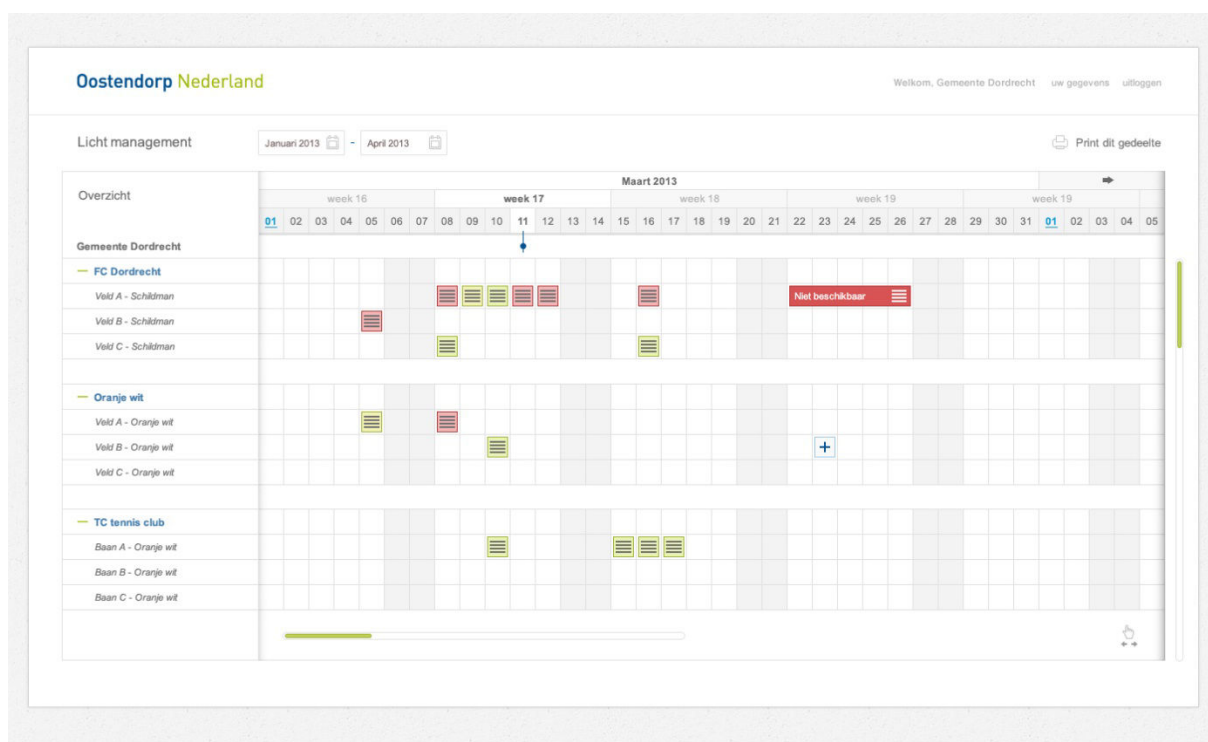 Oostendorp Nederland
Welkom, Gemeente Dordrecht uw gegevens uitloggen
Licht management
Januari 2013 - April 2013
Print dit gedeelte
Overzicht
Maart 2013
week 16 week 17 week 18 week 19 week 19
01 02 03 04 05 06 07 08 09 10 11 12 13 14 15 16 17 18 19 20 21 22 23 24 25 26 27 28 29 30 31 01 02 03 04 05
Gemeente Dordrecht
FC Dordrecht
Veld A - Schildman
Niet beschikbaar
Veld B - Schildman
Veld C - Schildman
Oranje wit
Veld A - Oranje wit
Veld B - Oranje wit
Veld C - Oranje wit
TC tennis club
Baan A - Oranje wit
Baan B - Oranje wit
Baan C - Oranje wit